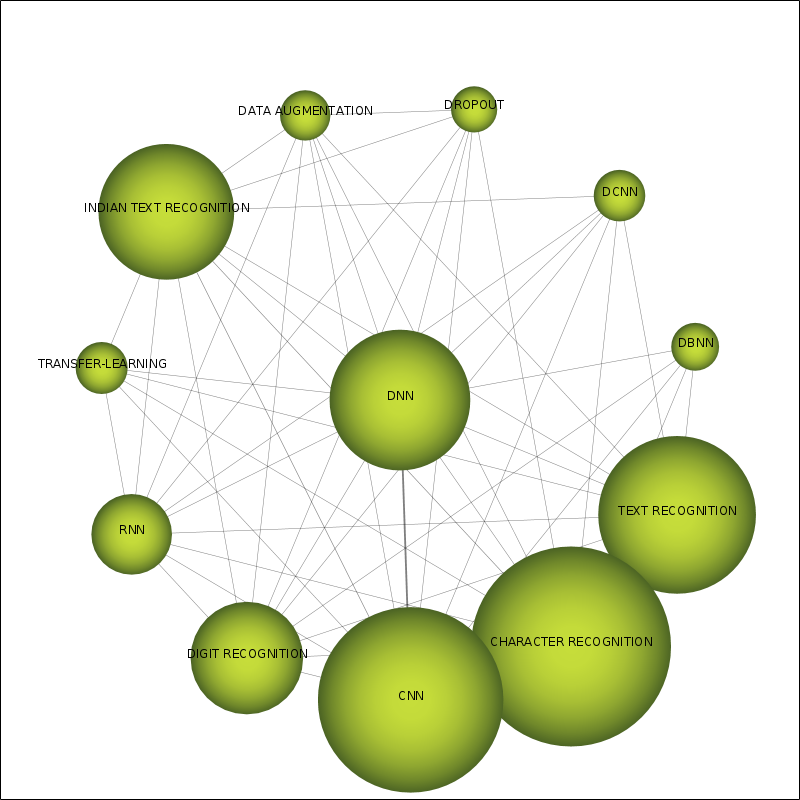 DROPOUT
DATA AUGMENTATION
DCNN
INDIAN TEXT RECOGNITION
DBNN
TRANSFER-LEARNING
DNN
TEXT RECOGNITION
RNN
CHARACTER RECOGNITION
DIGIT RECOGNITION
CNN